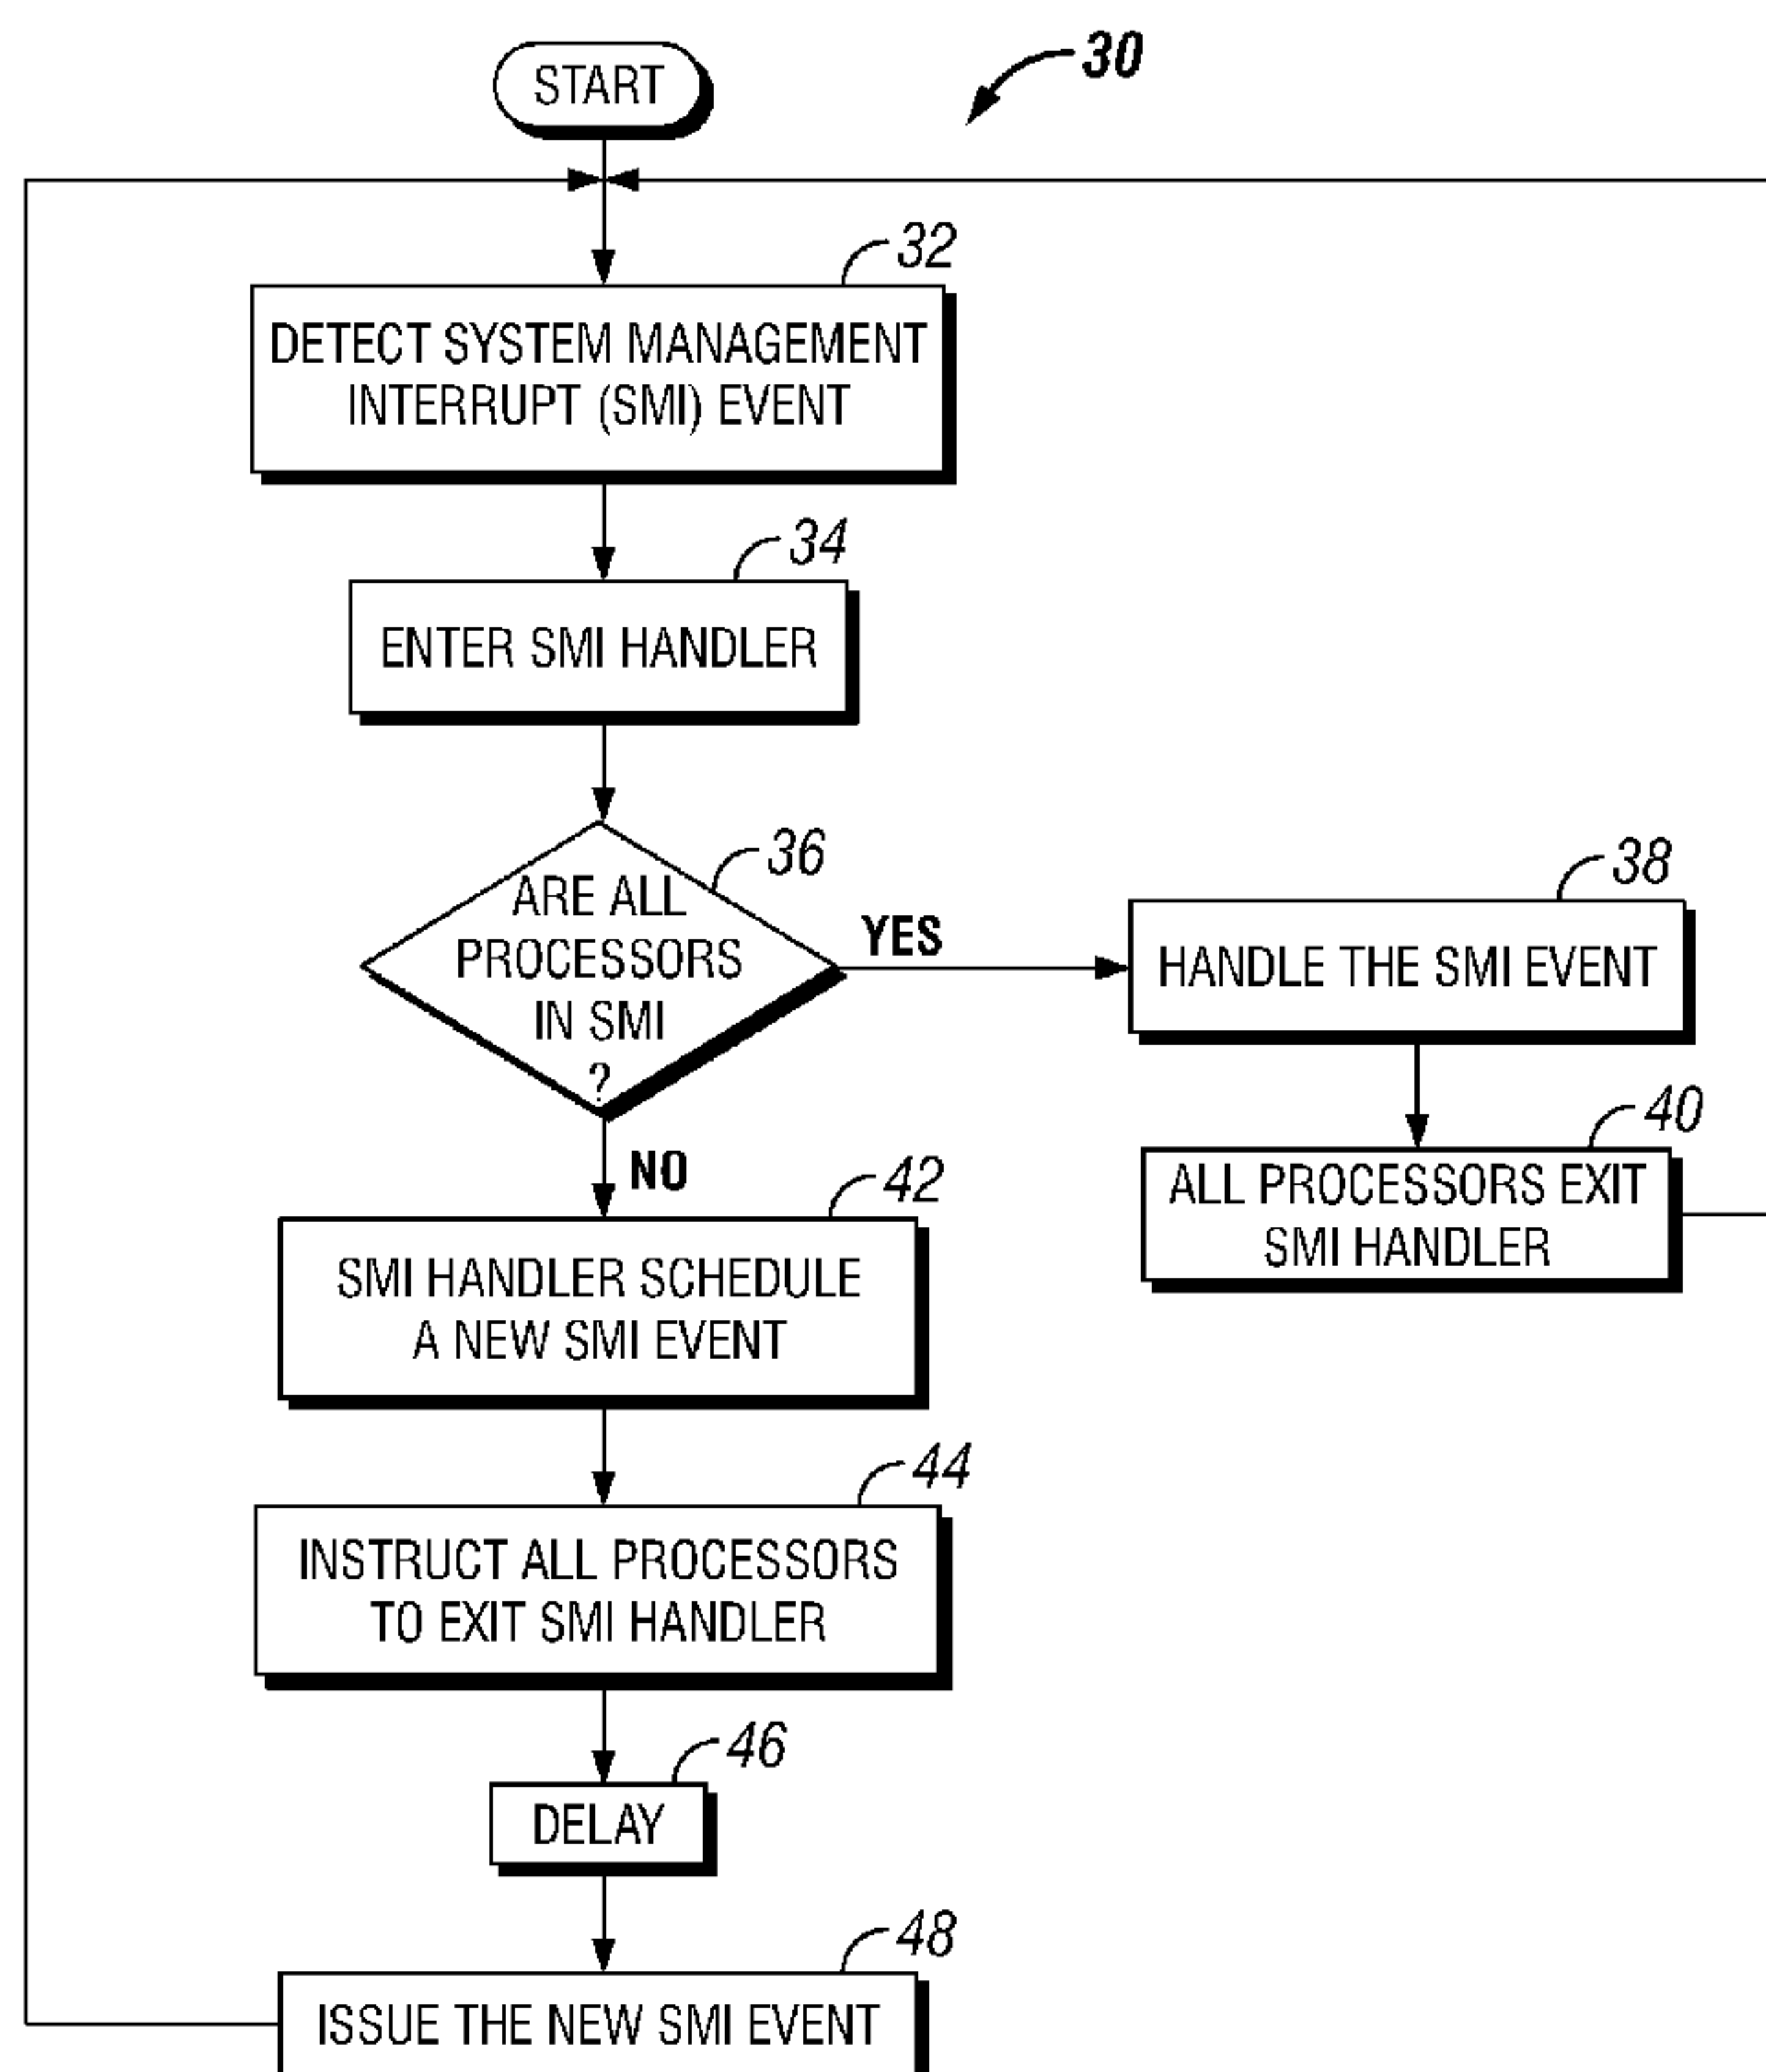 START
30
32
DETECT SYSTEM MANAGEMENT
INTERRUPT (SMI) EVENT
34
ENTER SMI HANDLER
36
ARE ALL
PROCESSORS
IN SMI
?
YES
38
HANDLE THE SMI EVENT
40
ALL PROCESSORS EXIT
SMI HANDLER
NO
42
SMI HANDLER SCHEDULE
A NEW SMI EVENT
44
INSTRUCT ALL PROCESSORS
TO EXIT SMI HANDLER
46
DELAY
48
ISSUE THE NEW SMI EVENT